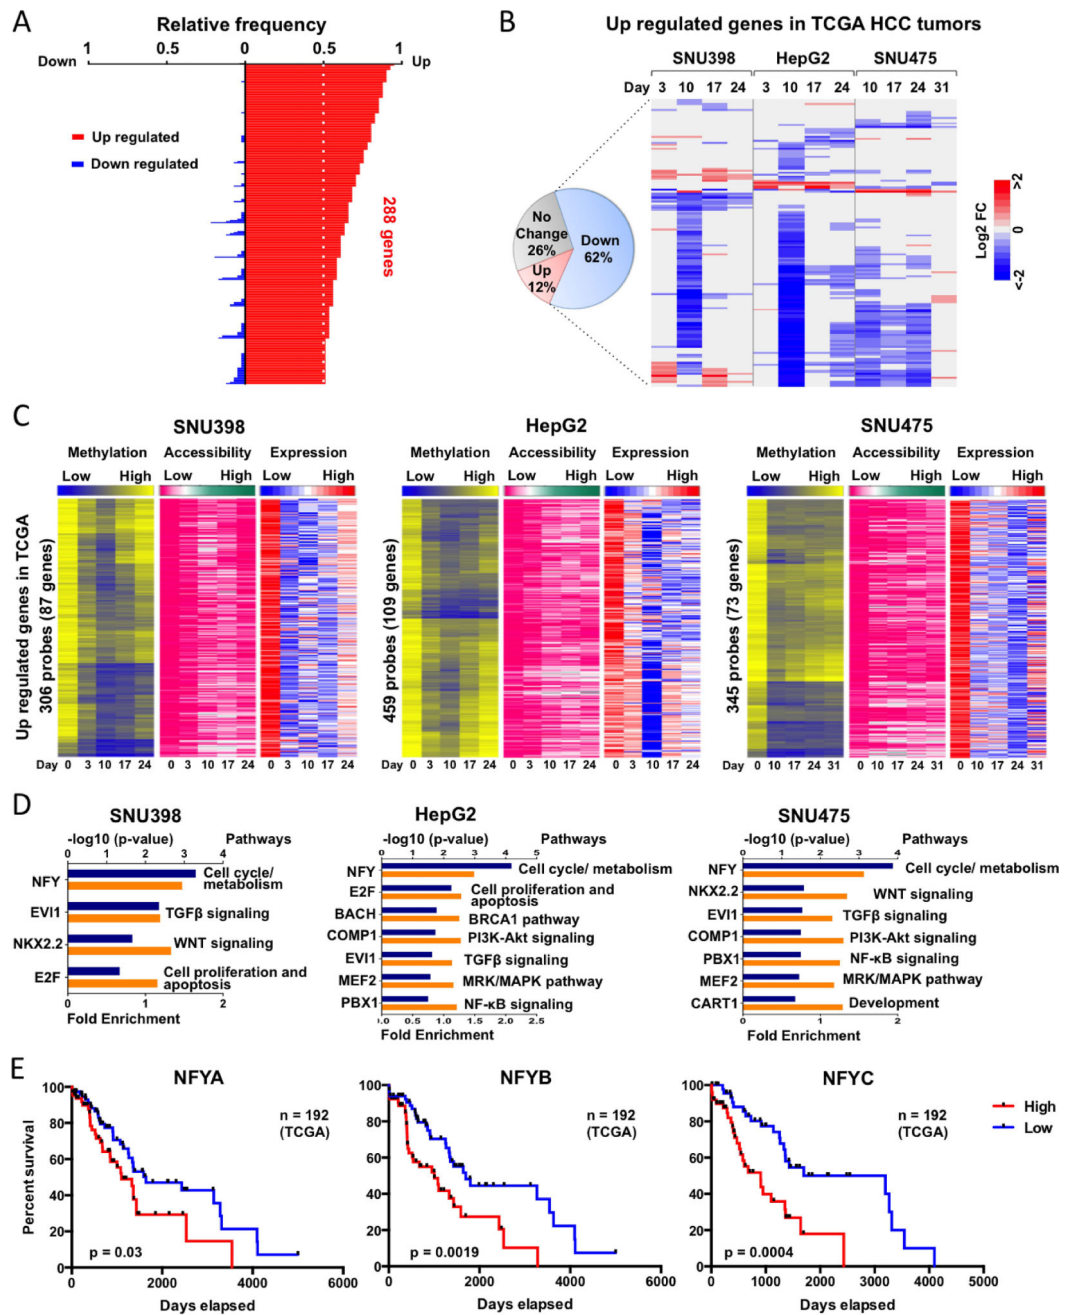 A
Relative frequency
1 0.5 0 0.5 1
Down
Up
Up regulated
Down regulated
288 genes
B
Up regulated genes in TCGA HCC tumors
SNU398 HepG2 SNU475
Day 3 10 17 24 3 10 17 24 10 17 24 31
No
Change
26%
Down
62%
Up
12%
>2
0
<-2
Log2 FC
C
SNU398
Methylation Accessibility Expression
Low High Low High
Up regulated genes in TCGA
306 probes (87 genes)
Day 0 3 10 17 24 0 3 10 17 24 0 3 10 17 24
HepG2
Methylation Accessibility Expression
Low High Low High
459 probes (109 genes)
0 3 10 17 24 0 3 10 17 24 0 3 10 17 24
SNU475
Methylation Accessibility Expression
Low High Low High
345 probes (73 genes)
Day 0 10 17 24 31 0 10 17 24 31 0 10 17 24 31
D
SNU398
-log10 (p-value) Pathways
0 1 2 3 4
NFY Cell cycle/
metabolism
EVI1 TGFβ signaling
NKX2.2 WNT signaling
E2F Cell proliferation and
apoptosis
0 1 2
Fold Enrichment
HepG2
-log10 (p-value) Pathways
0 1 2 3 4 5
NFY Cell cycle/ metabolism
E2F Cell proliferation and
apoptosis
BACH BRCA1 pathway
COMP1 PI3K-Akt signaling
EVI1 TGFβ signaling
MEF2 MRK/MAPK pathway
PBX1 NF-κB signaling
.0 0.5 1.0 1.5 2.0 2.5
Fold Enrichment
SNU475
-log10 (p-value) Pathways
0 1 2 3 4
NFY Cell cycle/ metabolism
NKX2.2 WNT signaling
EVI1 TGFβ signaling
COMP1 PI3K-Akt signaling
PBX1 NF-κB signaling
MEF2 MRK/MAPK pathway
CART1 Development
0 1 2
Fold Enrichment
E
NFYA
Percent survival
100
80
60
40
20
0
n = 192
(TCGA)
p = 0.03
0 2000 4000 6000
Days elapsed
NFYB
100
80
60
40
20
0
n = 192
(TCGA)
p = 0.0019
0 2000 4000 6000
Days elapsed
NFYC
100
80
60
40
20
0
n = 192
(TCGA)
p = 0.0004
0 1000 2000 3000 4000 5000
Days elapsed
High
Low